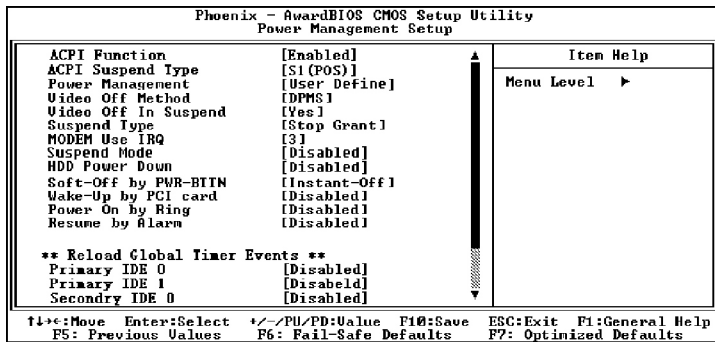 Phoenix - AwardBIOS CMOS Setup Utility
Power Management Setup
Item Help
Menu Level ►
ACPI Function [Enabled]
ACPI Suspend Type [S1(POS)]
Power Management [User Define]
Video Off Method [DPMS]
Video Off In Suspend [Yes]
Suspend Type [Stop Grant]
MODEM Use IRQ [3]
Suspend Mode [Disabled]
HDD Power Down [Disabled]
Soft-Off by PWR-BTTN [Instant-Off]
Wake-Up by PCI card [Disabled]
Power On by Ring [Disabled]
Resume by Alarm [Disabled]
** Reload Global Timer Events **
Primary IDE 0 [Disabled]
Primary IDE 1 [Disabeld]
Secondry IDE 0 [Disabled]
↑↓→←:Move Enter:Select +/-/PU/PD:Value F10:Save ESC:Exit F1:General Help
F5: Previous Values F6: Fail-Safe Defaults F7: Optimized Defaults